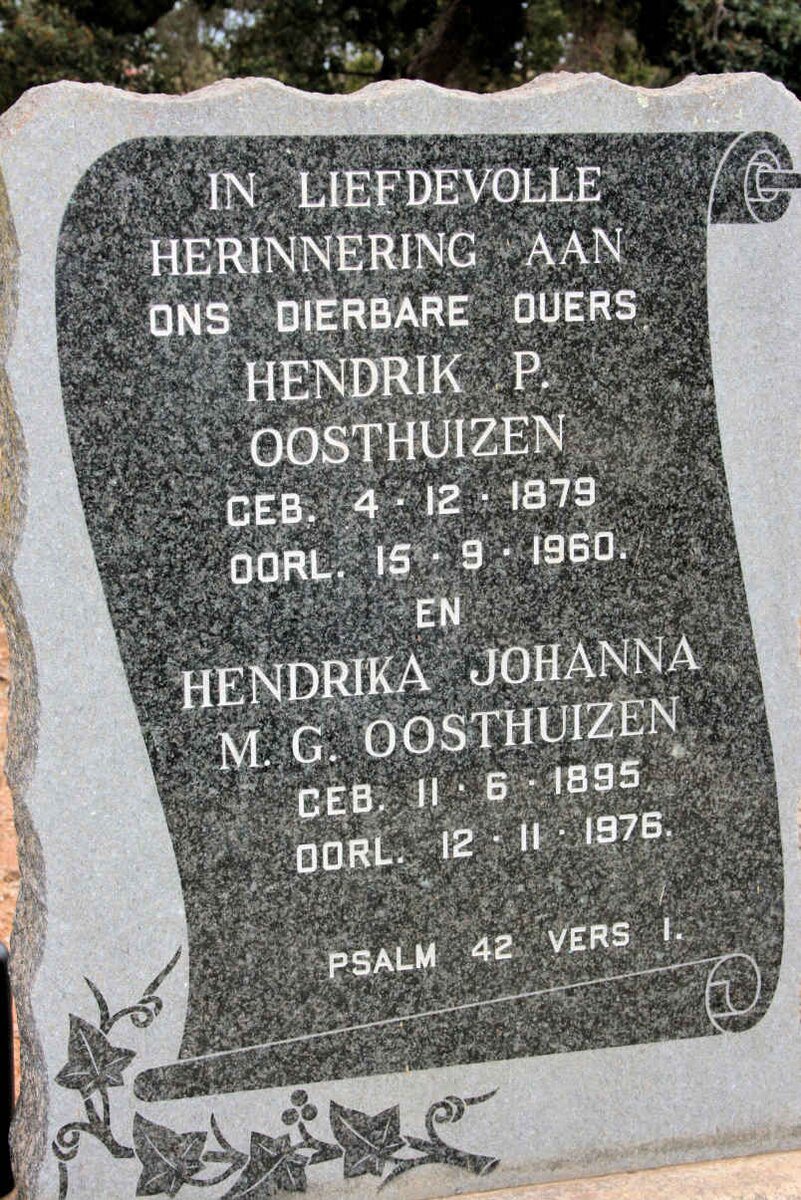 IN LIEFDEVOLLE
HERINNERING AAN
ONS DIERBARE OUERS
HENDRIK P.
OOSTHUIZEN
GEB. 4 · 12 · 1879
OORL. 15 · 9 · 1960.
EN
HENDRIKA JOHANNA
M. G. OOSTHUIZEN
GEB. 11 · 6 · 1895
OORL. 12 · 11 · 1976.
PSALM 42 VERS 1.